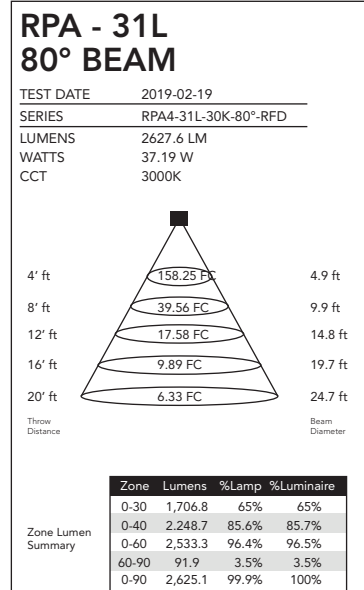 RPA - 31L
80° BEAM
TEST DATE 2019-02-19
SERIES RPA4-31L-30K-80°-RFD
LUMENS 2627.6 LM
WATTS 37.19 W
CCT 3000K
4' ft 158.25 FC 4.9 ft
8' ft 39.56 FC 9.9 ft
12' ft 17.58 FC 14.8 ft
16' ft 9.89 FC 19.7 ft
20' ft 6.33 FC 24.7 ft
Throw Beam
Distance Diameter
Zone Lumens %Lamp %Luminaire
0-30 1,706.8 65% 65%
0-40 2.248.7 85.6% 85.7%
Zone Lumen
Summary
0-60 2,533.3 96.4% 96.5%
60-90 91.9 3.5% 3.5%
0-90 2,625.1 99.9% 100%